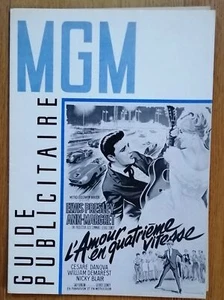 MGM
GUIDE PUBLICITAIRE
ELVIS PRESLEY
ANN-MARGRET
L'Amour
en quatrième
vitesse
CESARE DANOVA
WILLIAM DEMAREST
NICKY BLAIR